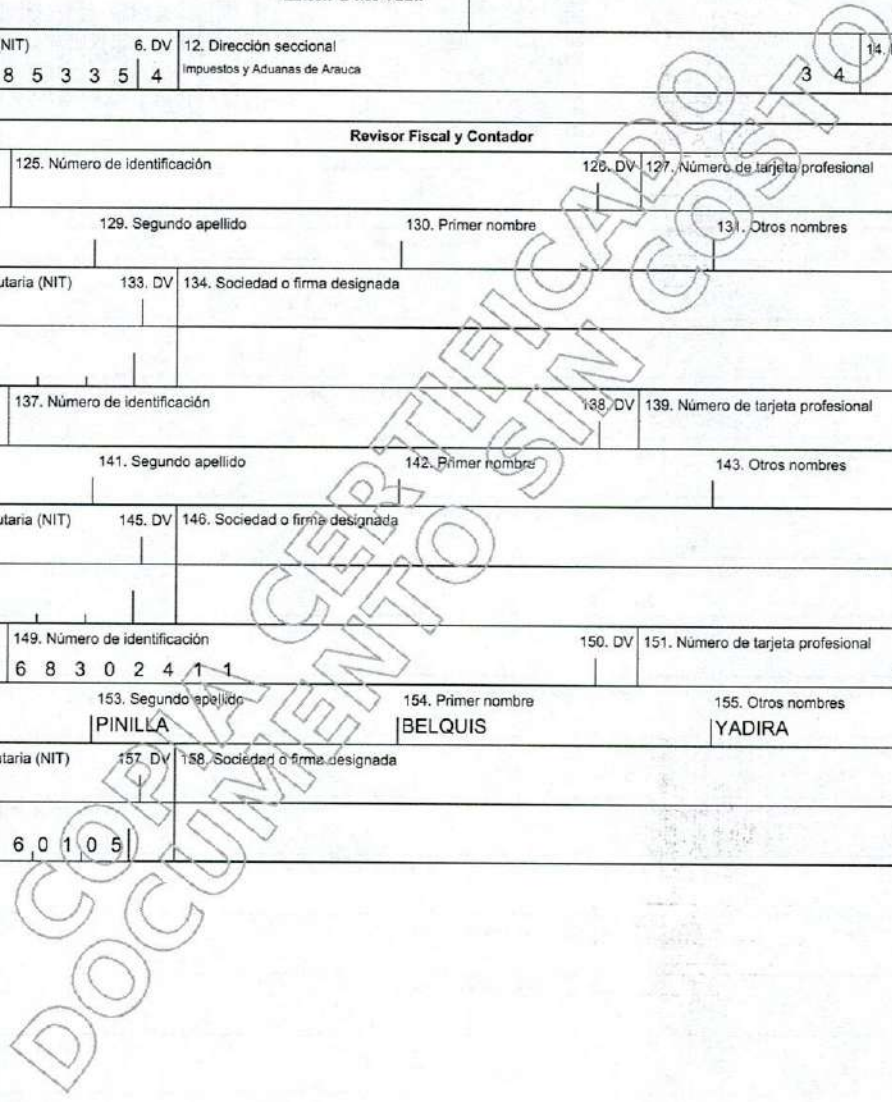 NIT) 6. DV 12. Dirección seccional 14.
8 5 3 3 5 4 Impuestos y Aduanas de Arauca 3 4
Revisor Fiscal y Contador
125. Número de identificación 126. DV 127. Número de tarjeta profesional
129. Segundo apellido 130. Primer nombre 131. Otros nombres
utaria (NIT) 133. DV 134. Sociedad o firma designada
137. Número de identificación 138. DV 139. Número de tarjeta profesional
141. Segundo apellido 142. Primer nombre 143. Otros nombres
utaria (NIT) 145. DV 146. Sociedad o firma designada
149. Número de identificación 150. DV 151. Número de tarjeta profesional
6 8 3 0 2 4 1 1
153. Segundo apellido 154. Primer nombre 155. Otros nombres
PINILLA BELQUIS YADIRA
utaria (NIT) 157. DV 158. Sociedad o firma designada
6 0 1 0 5
COPIA CERTIFICADO
DOCUMENTO SIN COSTO